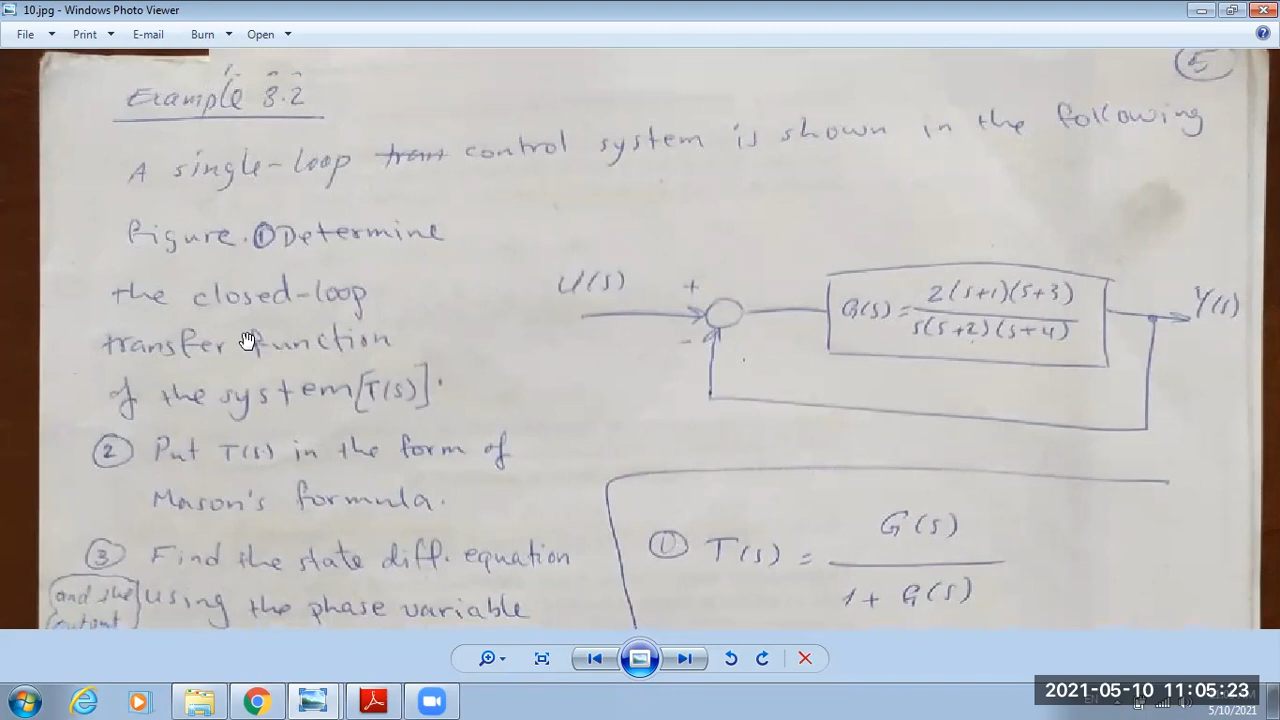 10.jpg - Windows Photo Viewer
File Print E-mail Burn Open
5
Example 3.2
A single-loop control system is shown in the following
Figure. ① Determine
the closed-loop
transfer function
of the system [T(s)].
② Put T(s) in the form of
Mason's formula.
③ Find the state diff. equation
and the using the phase variable
output
U(s) + -
G(s) = 2(s+1)(s+3)
s(s+2)(s+4)
Y(s)
① T(s) = G(s)
1 + G(s)
2021-05-10 11:05:23
EN
5/10/2021